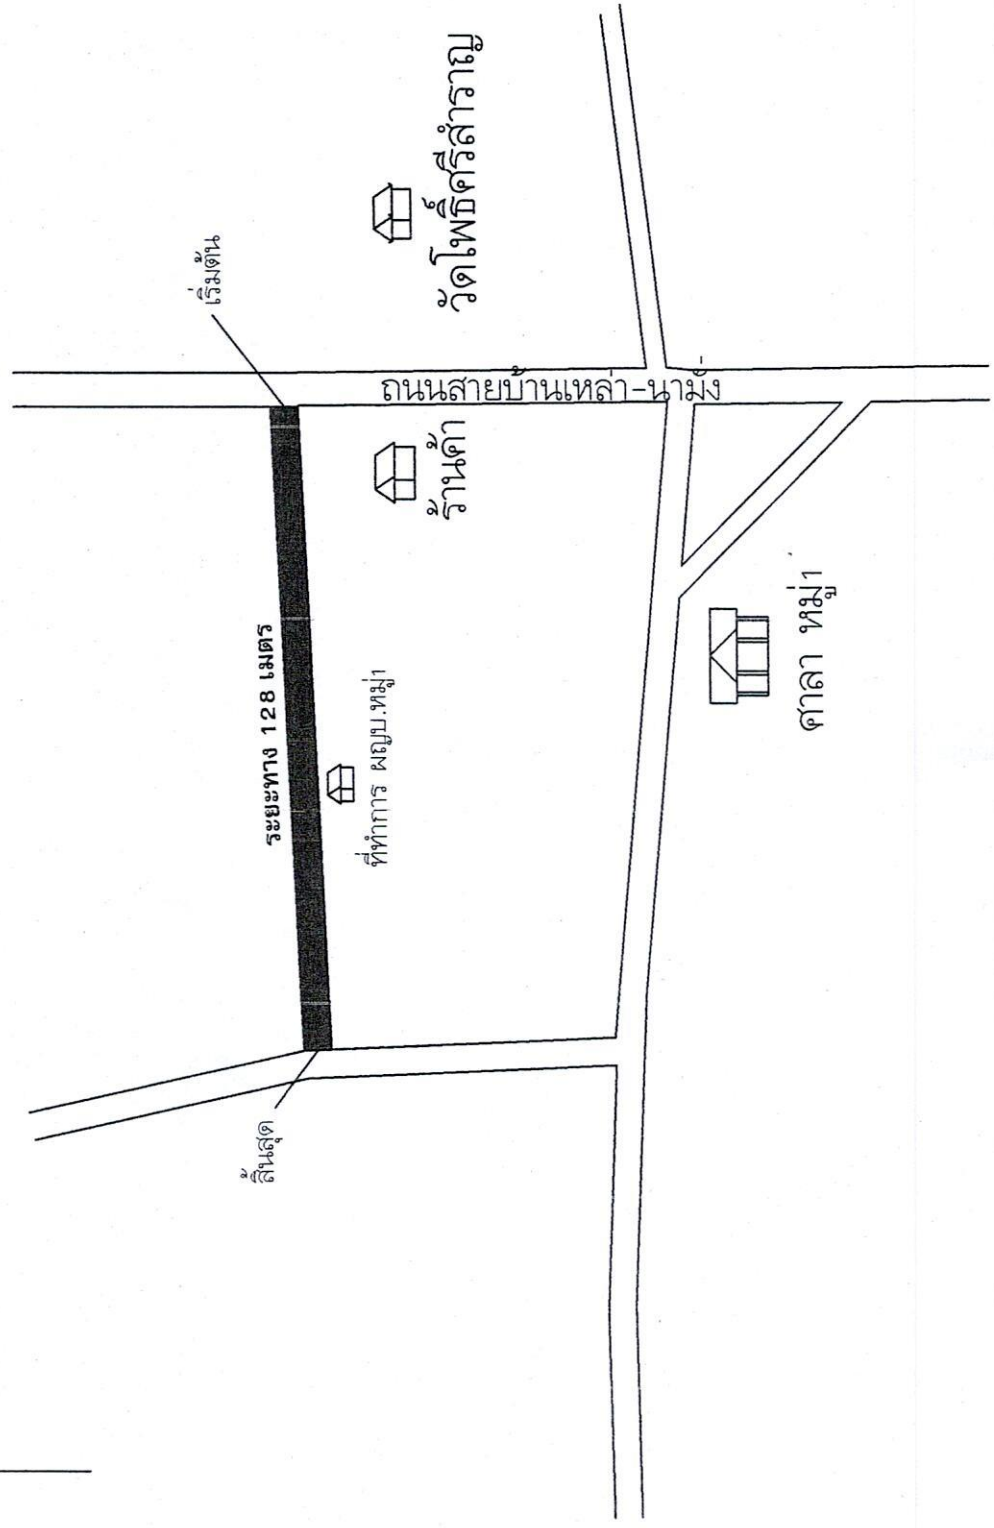 เริ่มต้น
วัดโพธิ์ศรีสำราญ
ถนนสายบ้านเหล่า-นามั่ง
ร้านค้า
ระยะทาง 128 เมตร
ที่ทำการ ผญบ.หมู่1
ศาลา หมู่1
สิ้นสุด